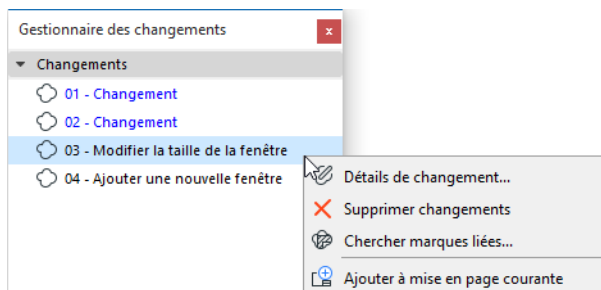 Gestionnaire des changements
x
Changements
01 - Changement
02 - Changement
03 - Modifier la taille de la fenêtre
04 - Ajouter une nouvelle fenêtre
Détails de changement...
Supprimer changements
Chercher marques liées...
Ajouter à mise en page courante